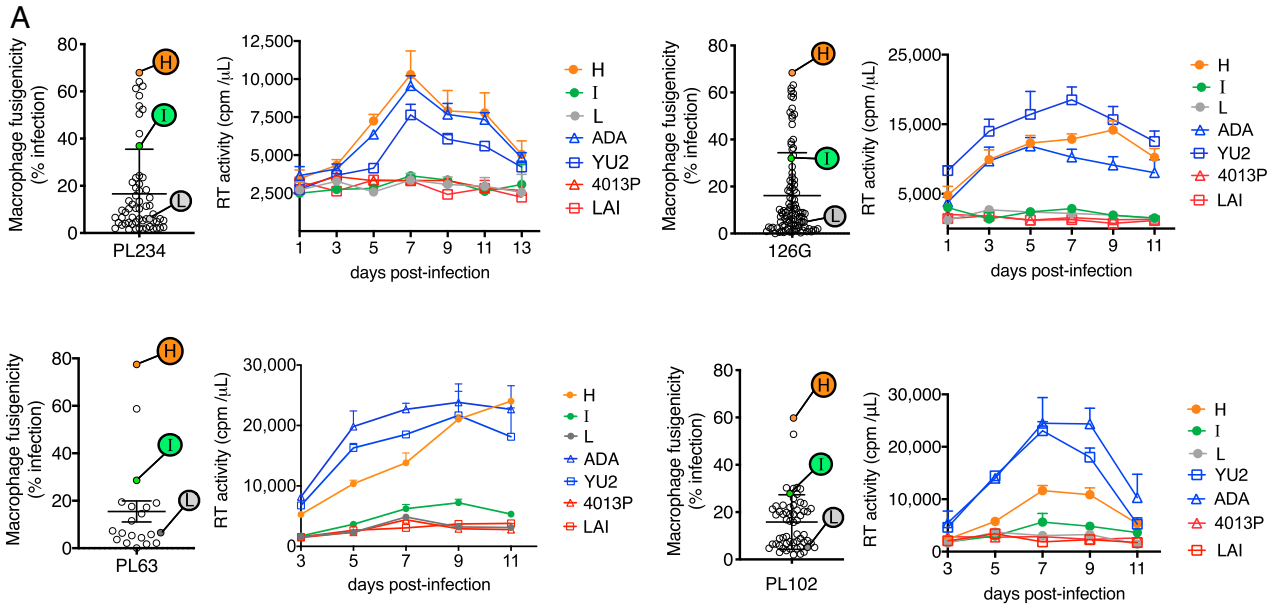 A
Macrophage fusigenicity
(% infection)
80
60
40
20
0
H
I
L
PL234
RT activity (cpm /µL)
12,500
10,000
7,500
5,000
2,500
1 3 5 7 9 11 13
days post-infection
H
I
L
ADA
YU2
4013P
LAI
Macrophage fusigenicity
(% infection)
80
60
40
20
0
H
I
L
126G
RT activity (cpm /µL)
25,000
15,000
5,000
1 3 5 7 9 11
days post-infection
H
I
L
ADA
YU2
4013P
LAI
Macrophage fusigenicity
(% infection)
80
60
40
20
0
H
I
L
PL63
RT activity (cpm /µL)
30,000
20,000
10,000
0
3 5 7 9 11
days post-infection
H
I
L
ADA
YU2
4013P
LAI
Macrophage fusigenicity
(% infection)
80
60
40
20
0
H
I
L
PL102
RT activity (cpm /µL)
30,000
20,000
10,000
0
3 5 7 9 11
days post-infection
H
I
L
YU2
ADA
4013P
LAI